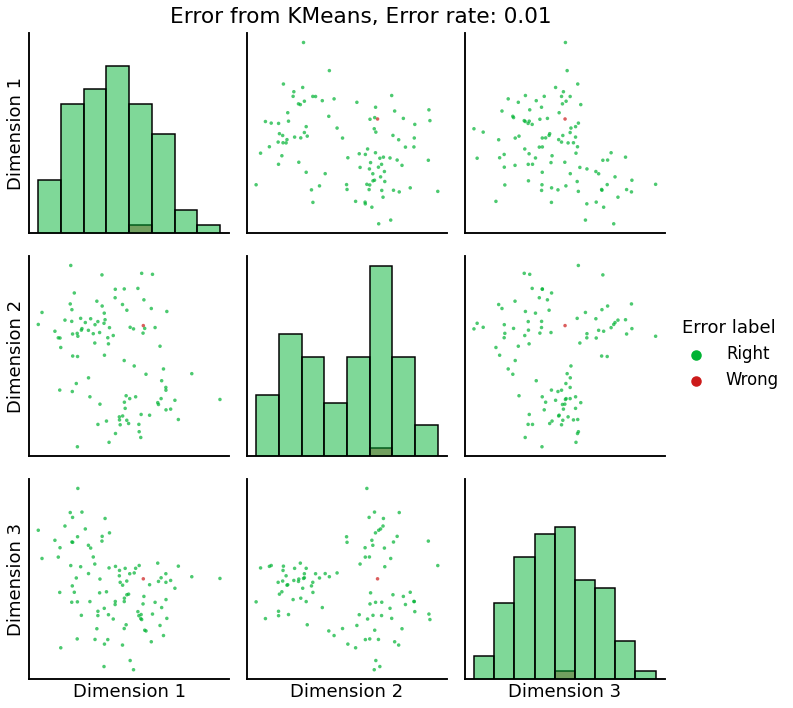 Error from KMeans, Error rate: 0.01
Dimension 1
Dimension 2
Error label
Right
Wrong
Dimension 3
Dimension 1
Dimension 2
Dimension 3